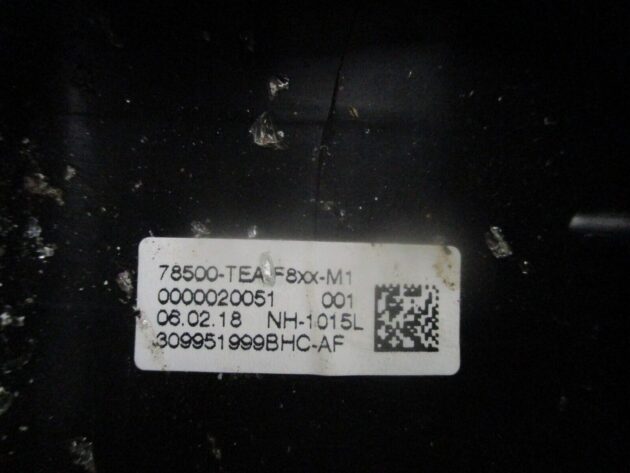 78500-TEA-F8xx-M1
0000020051 001
06.02.18 NH-1015L
309951999BHC-AF